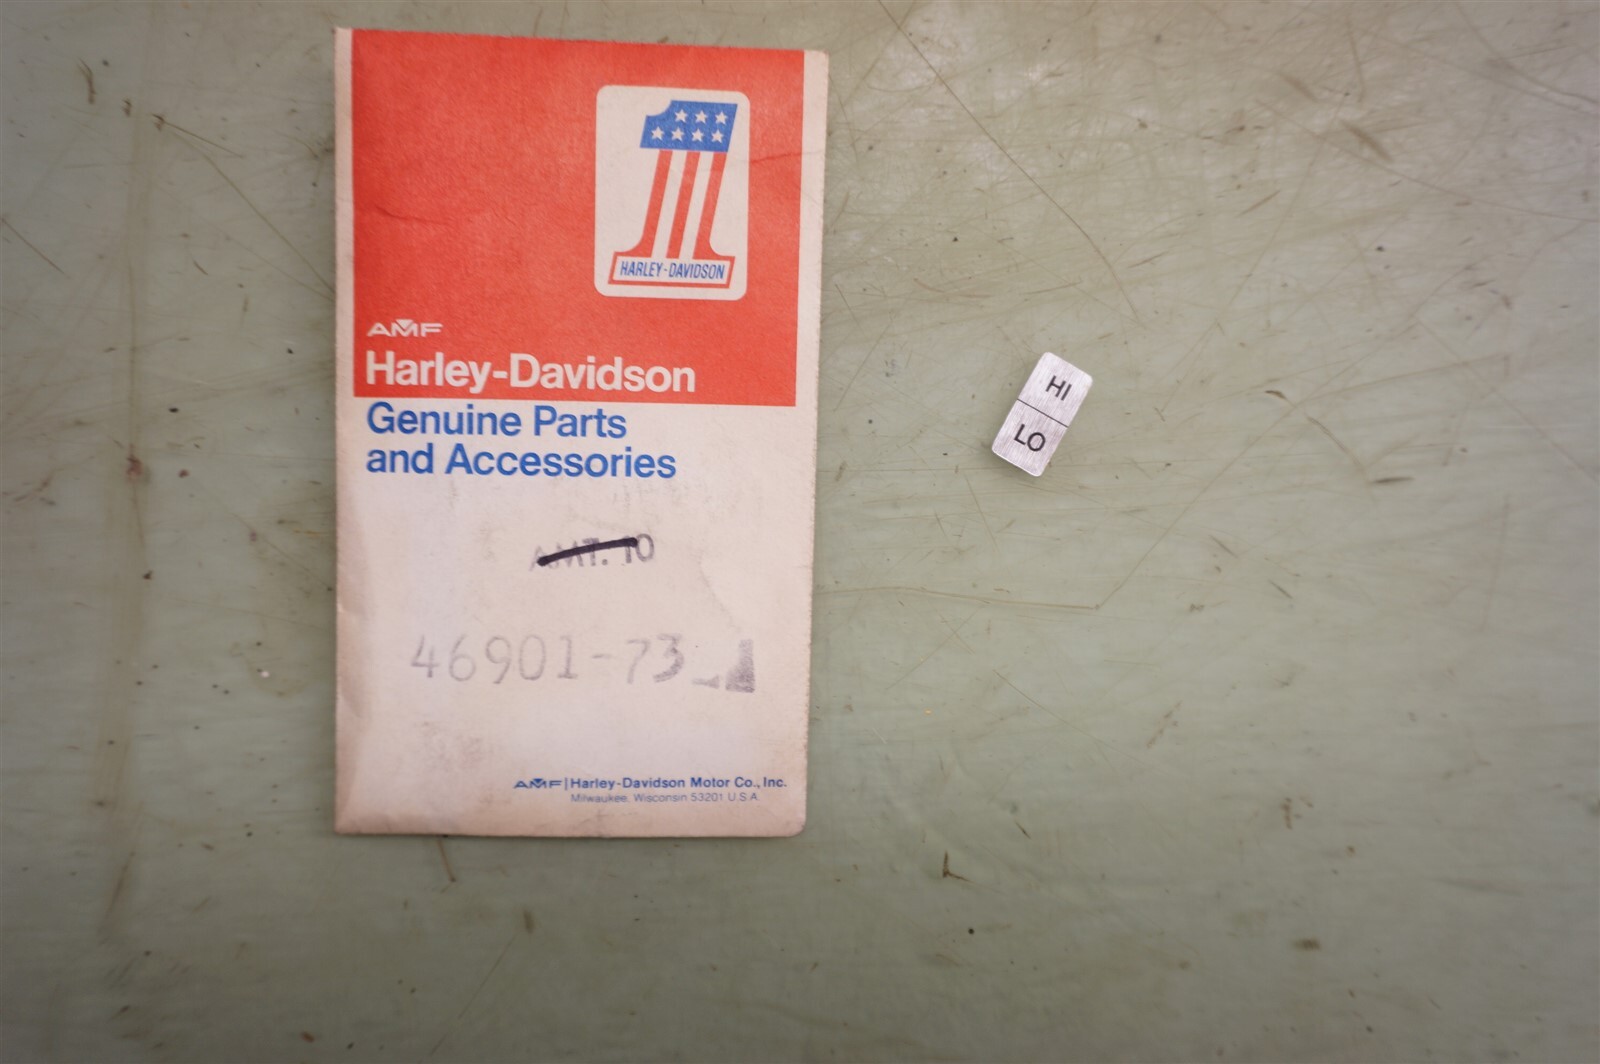 HARLEY-DAVIDSON
AMF
Harley-Davidson
Genuine Parts
and Accessories
AMT. 10
46901-73
AMF | Harley-Davidson Motor Co., Inc.
Milwaukee, Wisconsin 53201 U.S.A.
HI
LO